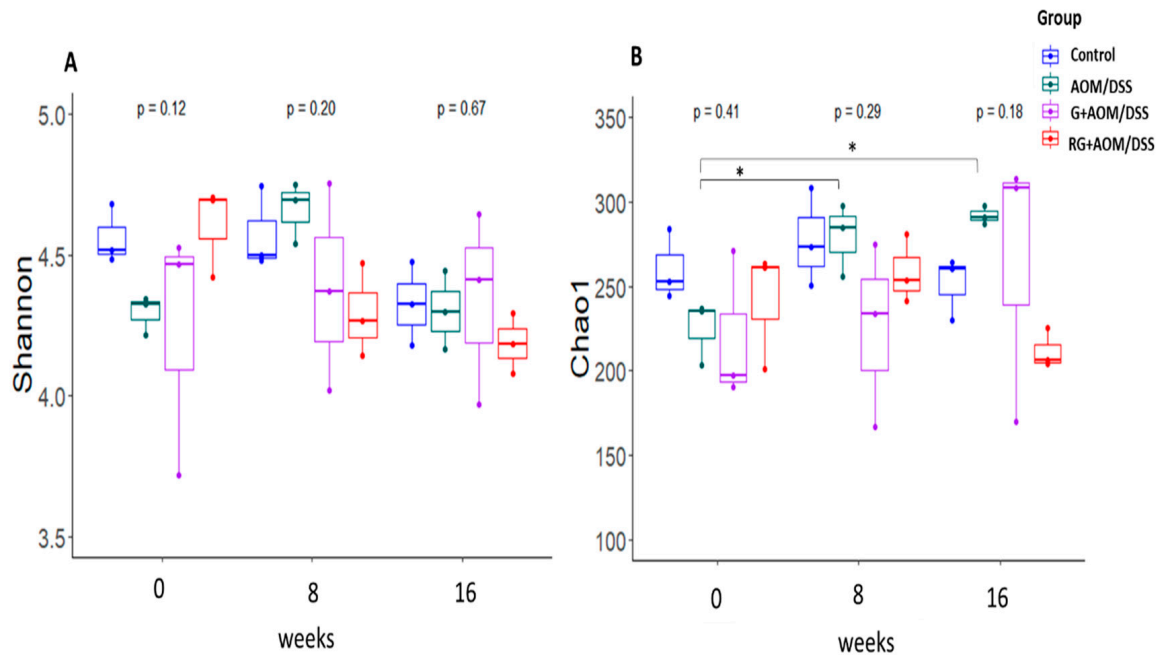 A
p = 0.12
p = 0.20
p = 0.67
5.0
4.5
4.0
3.5
Shannon
0
8
16
weeks
B
p = 0.41
p = 0.29
p = 0.18
*
*
350
300
250
200
150
100
Chao1
0
8
16
weeks
Group
Control
AOM/DSS
G+AOM/DSS
RG+AOM/DSS